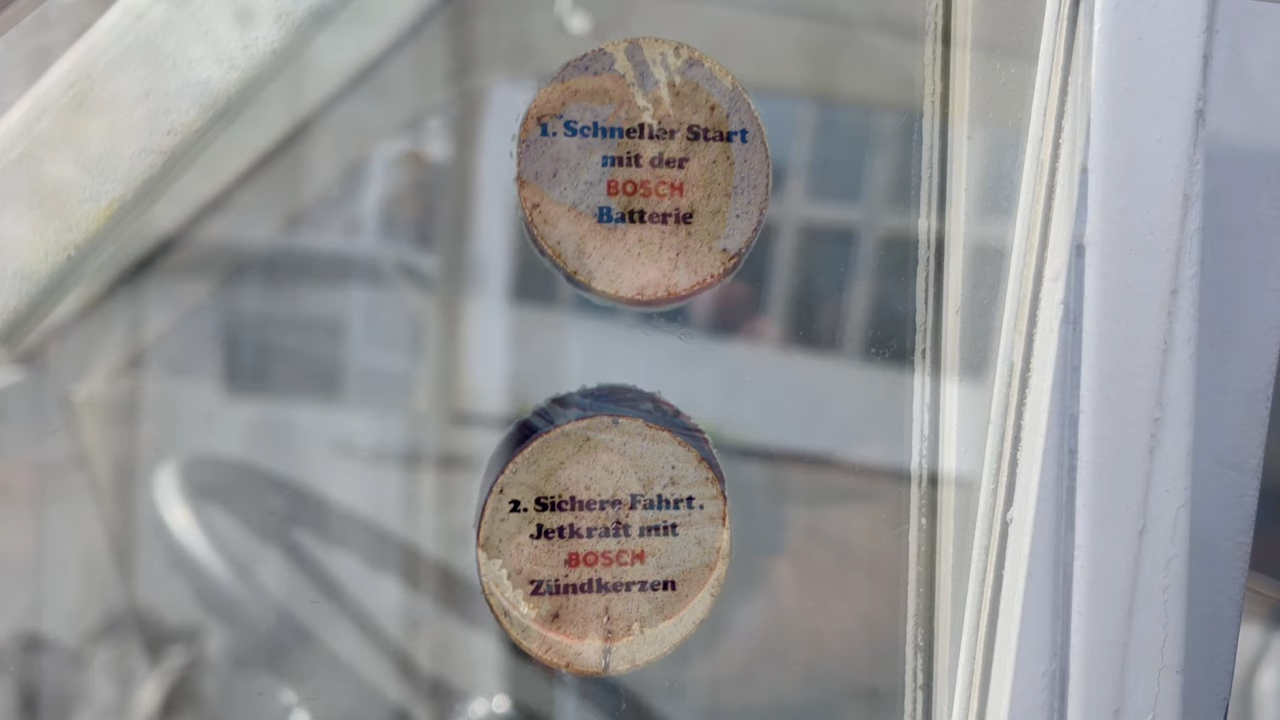 1. Schneller Start
mit der
BOSCH
Batterie
2. Sichere Fahrt.
Jetkraft mit
BOSCH
Zündkerzen